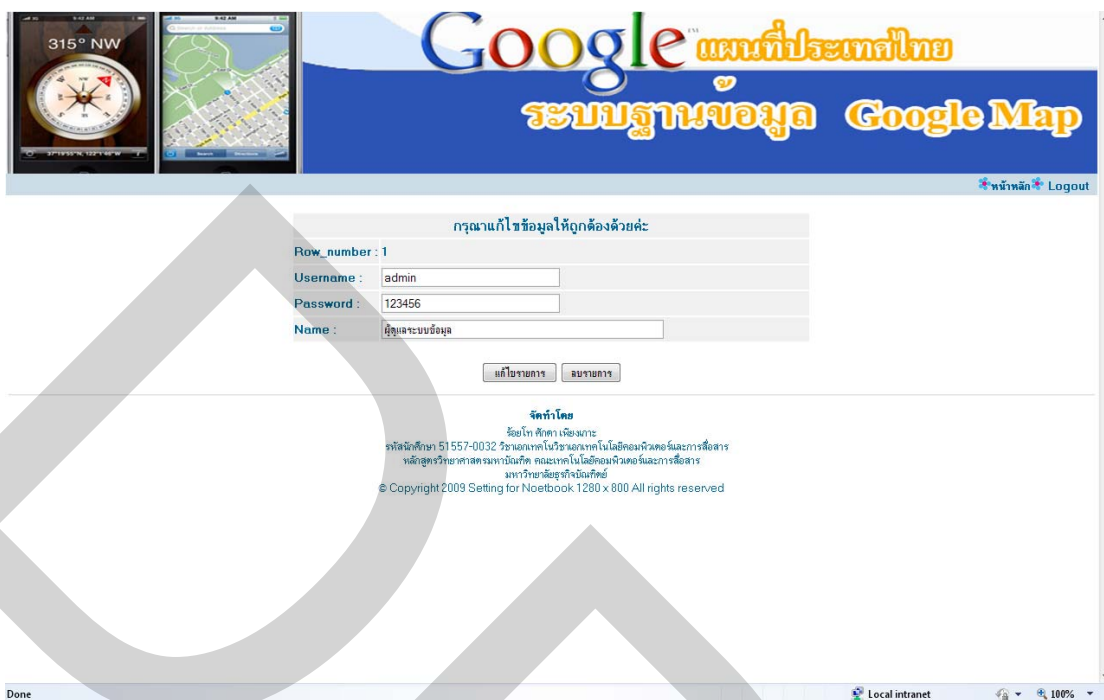 315° NW
Google™ แผนที่ประเทศไทย
ระบบฐานข้อมูล Google Map
หน้าหลัก Logout
กรุณาแก้ไขข้อมูลให้ถูกต้องด้วยค่ะ
Row_number : 1
Username : admin
Password : 123456
Name : ผู้ดูแลระบบข้อมูล
แก้ไขรายการ ลบรายการ
จัดทำโดย
ร้อยโท ศักดา เพียงเกาะ
รหัสนักศึกษา 51557-0032 วิชาเอกเทคโนวิชาเอกเทคโนโลยีคอมพิวเตอร์และการสื่อสาร
หลักสูตรวิทยาศาสตรมหาบัณฑิต คณะเทคโนโลยีคอมพิวเตอร์และการสื่อสาร
มหาวิทยาลัยธุรกิจบัณฑิตย์
© Copyright 2009 Setting for Noetbook 1280 x 800 All rights reserved
Done Local intranet 100%